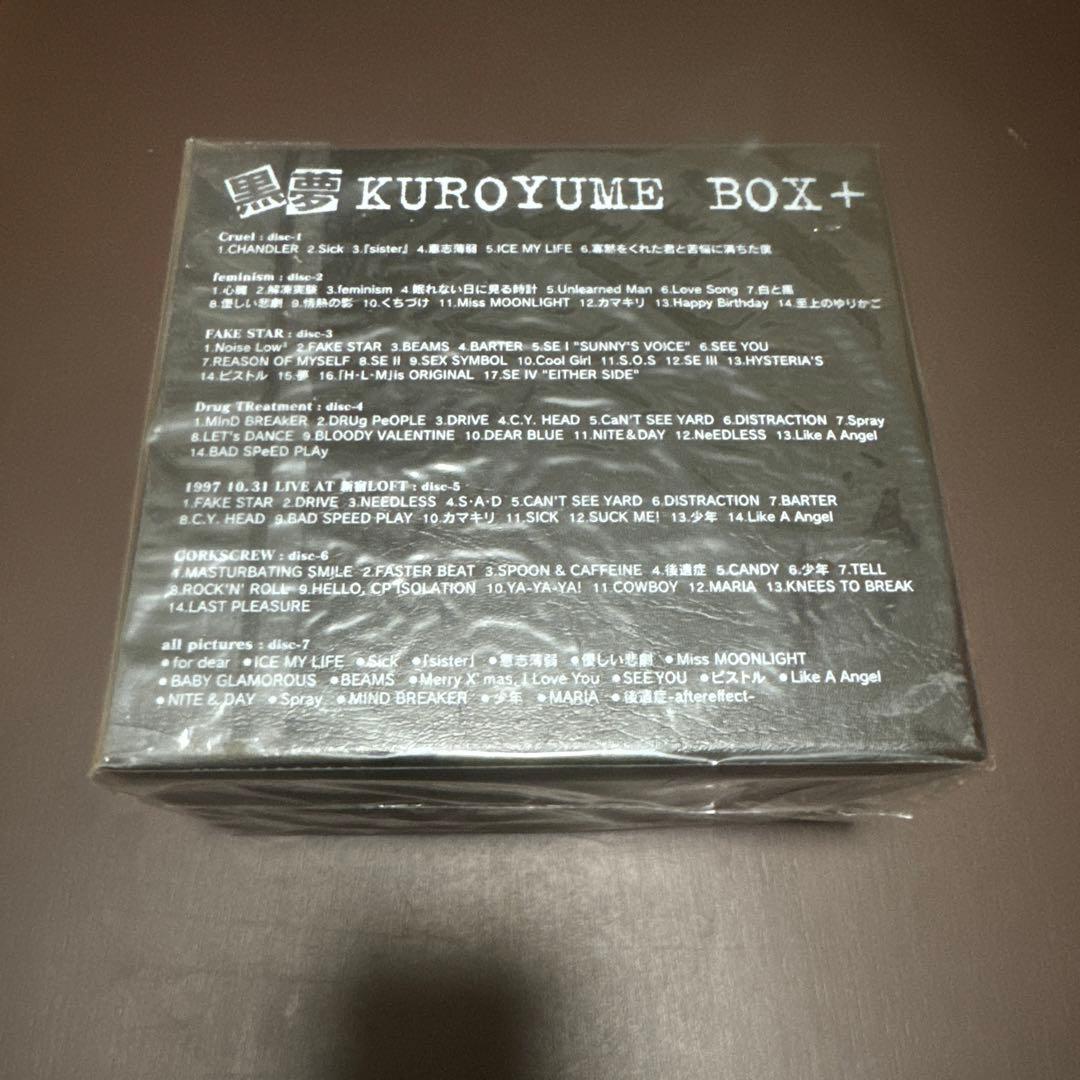 黒夢 KUROYUME BOX+
Cruel : disc-1
1.CHANDLER 2.Sick 3.「sister」 4.意志薄弱 5.ICE MY LIFE 6.寡黙をくれた君と苦悩に満ちた僕
feminism : disc-2
1.心臓 2.解凍実験 3.feminism 4.眠れない日に見る時計 5.Unlearned Man 6.Love Song 7.白と黒
8.優しい悲劇 9.情熱の影 10.くちづけ 11.Miss MOONLIGHT 12.カマキリ 13.Happy Birthday 14.至上のゆりかご
FAKE STAR : disc-3
1.Noise Low³ 2.FAKE STAR 3.BEAMS 4.BARTER 5.SE I "SUNNY'S VOICE" 6.SEE YOU
7.REASON OF MYSELF 8.SE II 9.SEX SYMBOL 10.Cool Girl 11.S.O.S 12.SE III 13.HYSTERIA'S
14.ピストル 15.夢 16.「H・L・M」is ORIGINAL 17.SE IV "EITHER SIDE"
Drug TReatment : disc-4
1.MinD BREAkER 2.DRUg PeOPLE 3.DRIVE 4.C.Y. HEAD 5.CaN'T SEE YARD 6.DISTRACTION 7.Spray
8.LET's DANCE 9.BLOODY VALENTINE 10.DEAR BLUE 11.NITE&DAY 12.NeEDLESS 13.Like A Angel
14.BAD SPeED PLAy
1997 10.31 LIVE AT 新宿LOFT : disc-5
1.FAKE STAR 2.DRIVE 3.NEEDLESS 4.S・A・D 5.CAN'T SEE YARD 6.DISTRACTION 7.BARTER
8.C.Y. HEAD 9.BAD SPEED PLAY 10.カマキリ 11.SICK 12.SUCK ME! 13.少年 14.Like A Angel
CORKSCREW : disc-6
1.MASTURBATING SMILE 2.FASTER BEAT 3.SPOON & CAFFEINE 4.後遺症 5.CANDY 6.少年 7.TELL
8.ROCK'N' ROLL 9.HELLO, CP ISOLATION 10.YA-YA-YA! 11.COWBOY 12.MARIA 13.KNEES TO BREAK
14.LAST PLEASURE
all pictures : disc-7
●for dear ●ICE MY LIFE ●Sick ●「sister」 ●意志薄弱 ●優しい悲劇 ●Miss MOONLIGHT
●BABY GLAMOROUS ●BEAMS ●Merry X'mas, I Love You ●SEE YOU ●ピストル ●Like A Angel
●NITE & DAY ●Spray ●MIND BREAKER ●少年 ●MARIA ●後遺症-aftereffect-